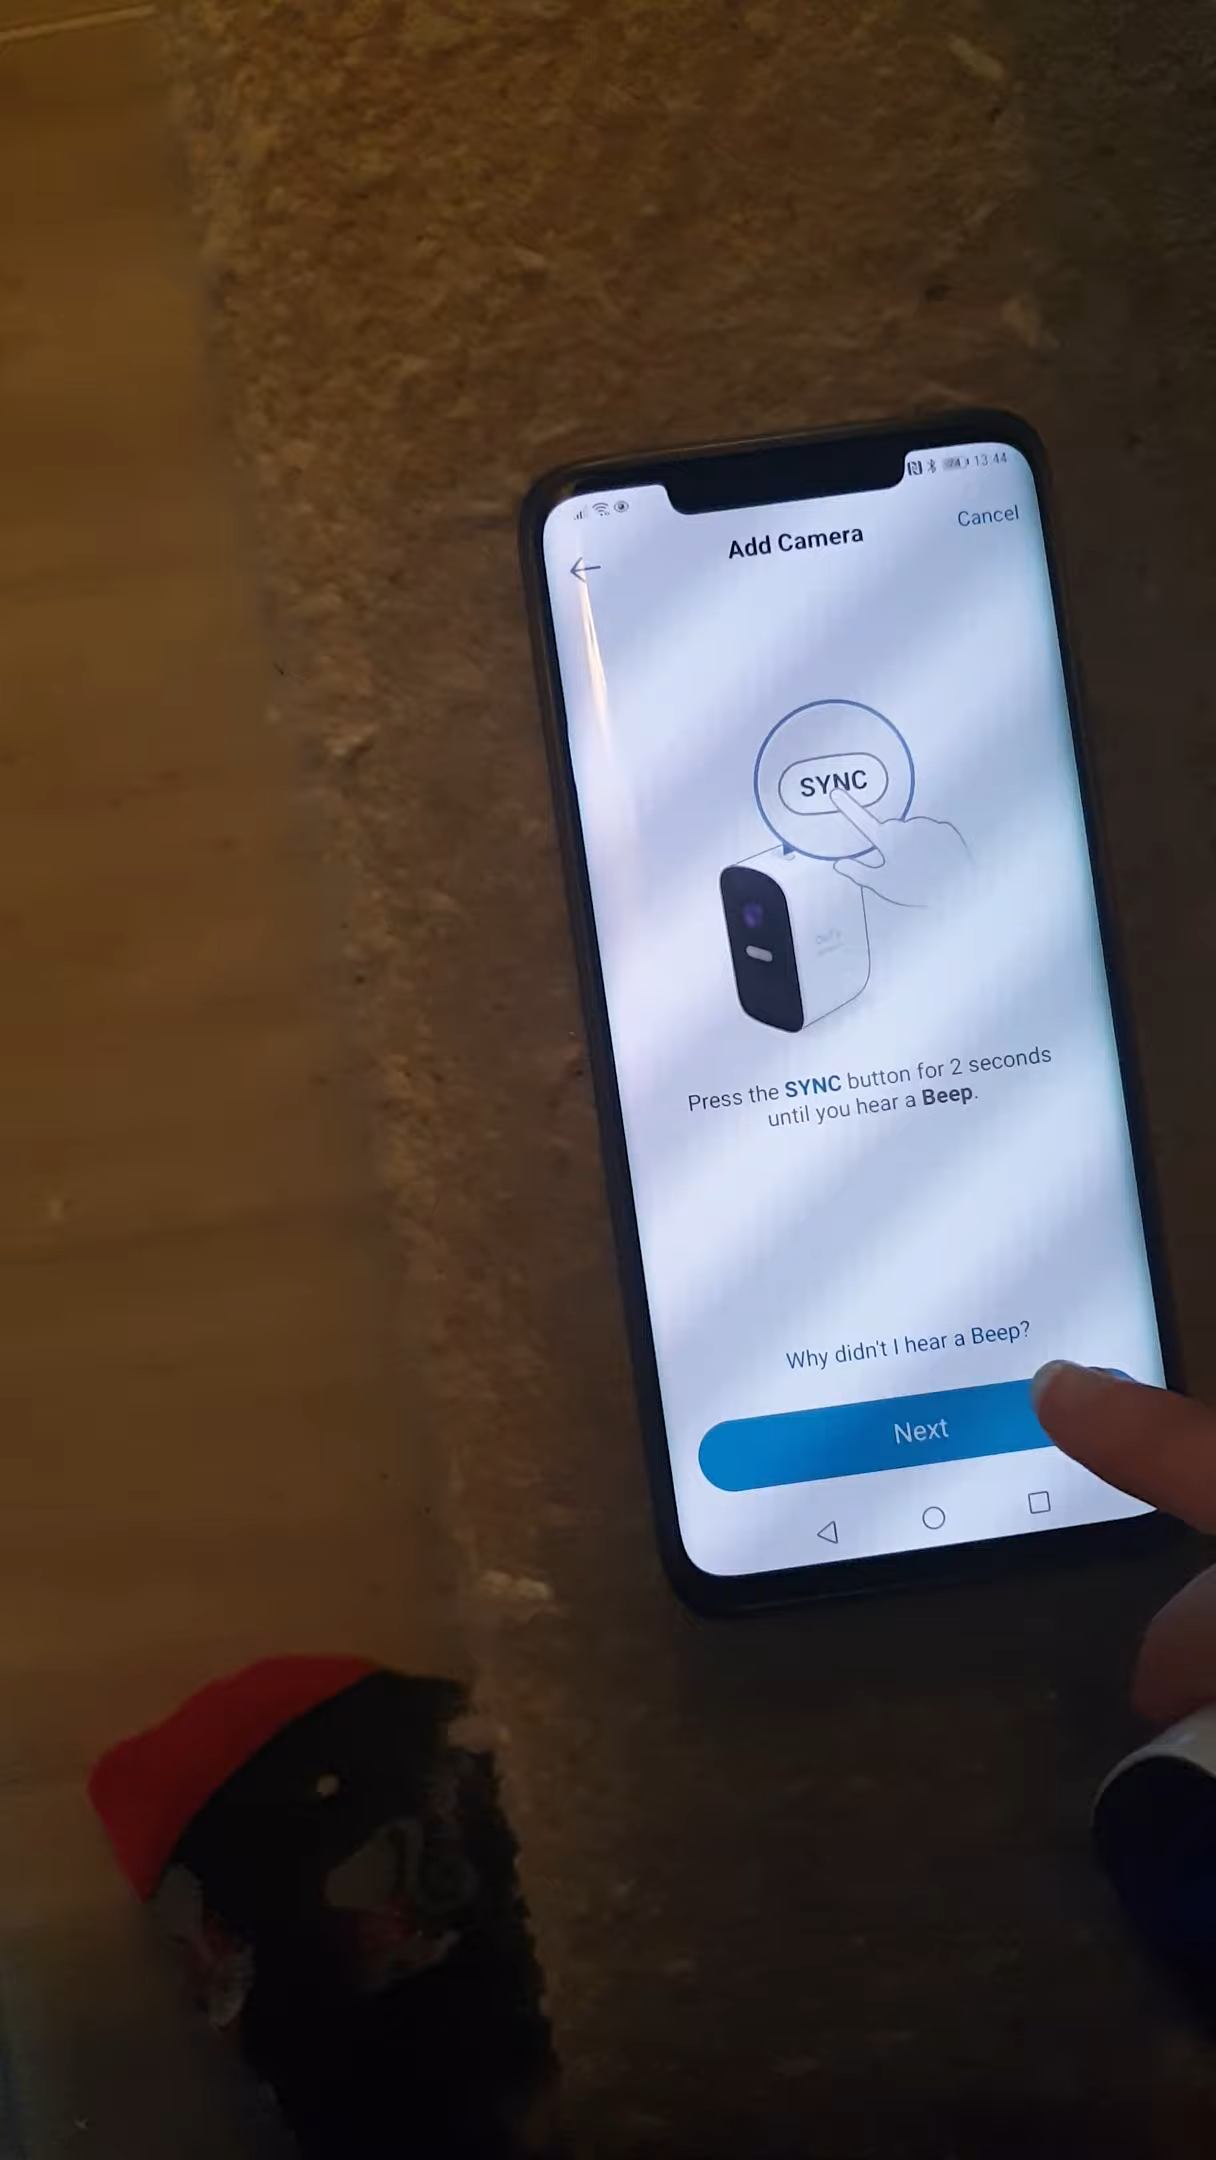 13:44
Add Camera
Cancel
SYNC
Press the SYNC button for 2 seconds
until you hear a Beep.
Why didn't I hear a Beep?
Next